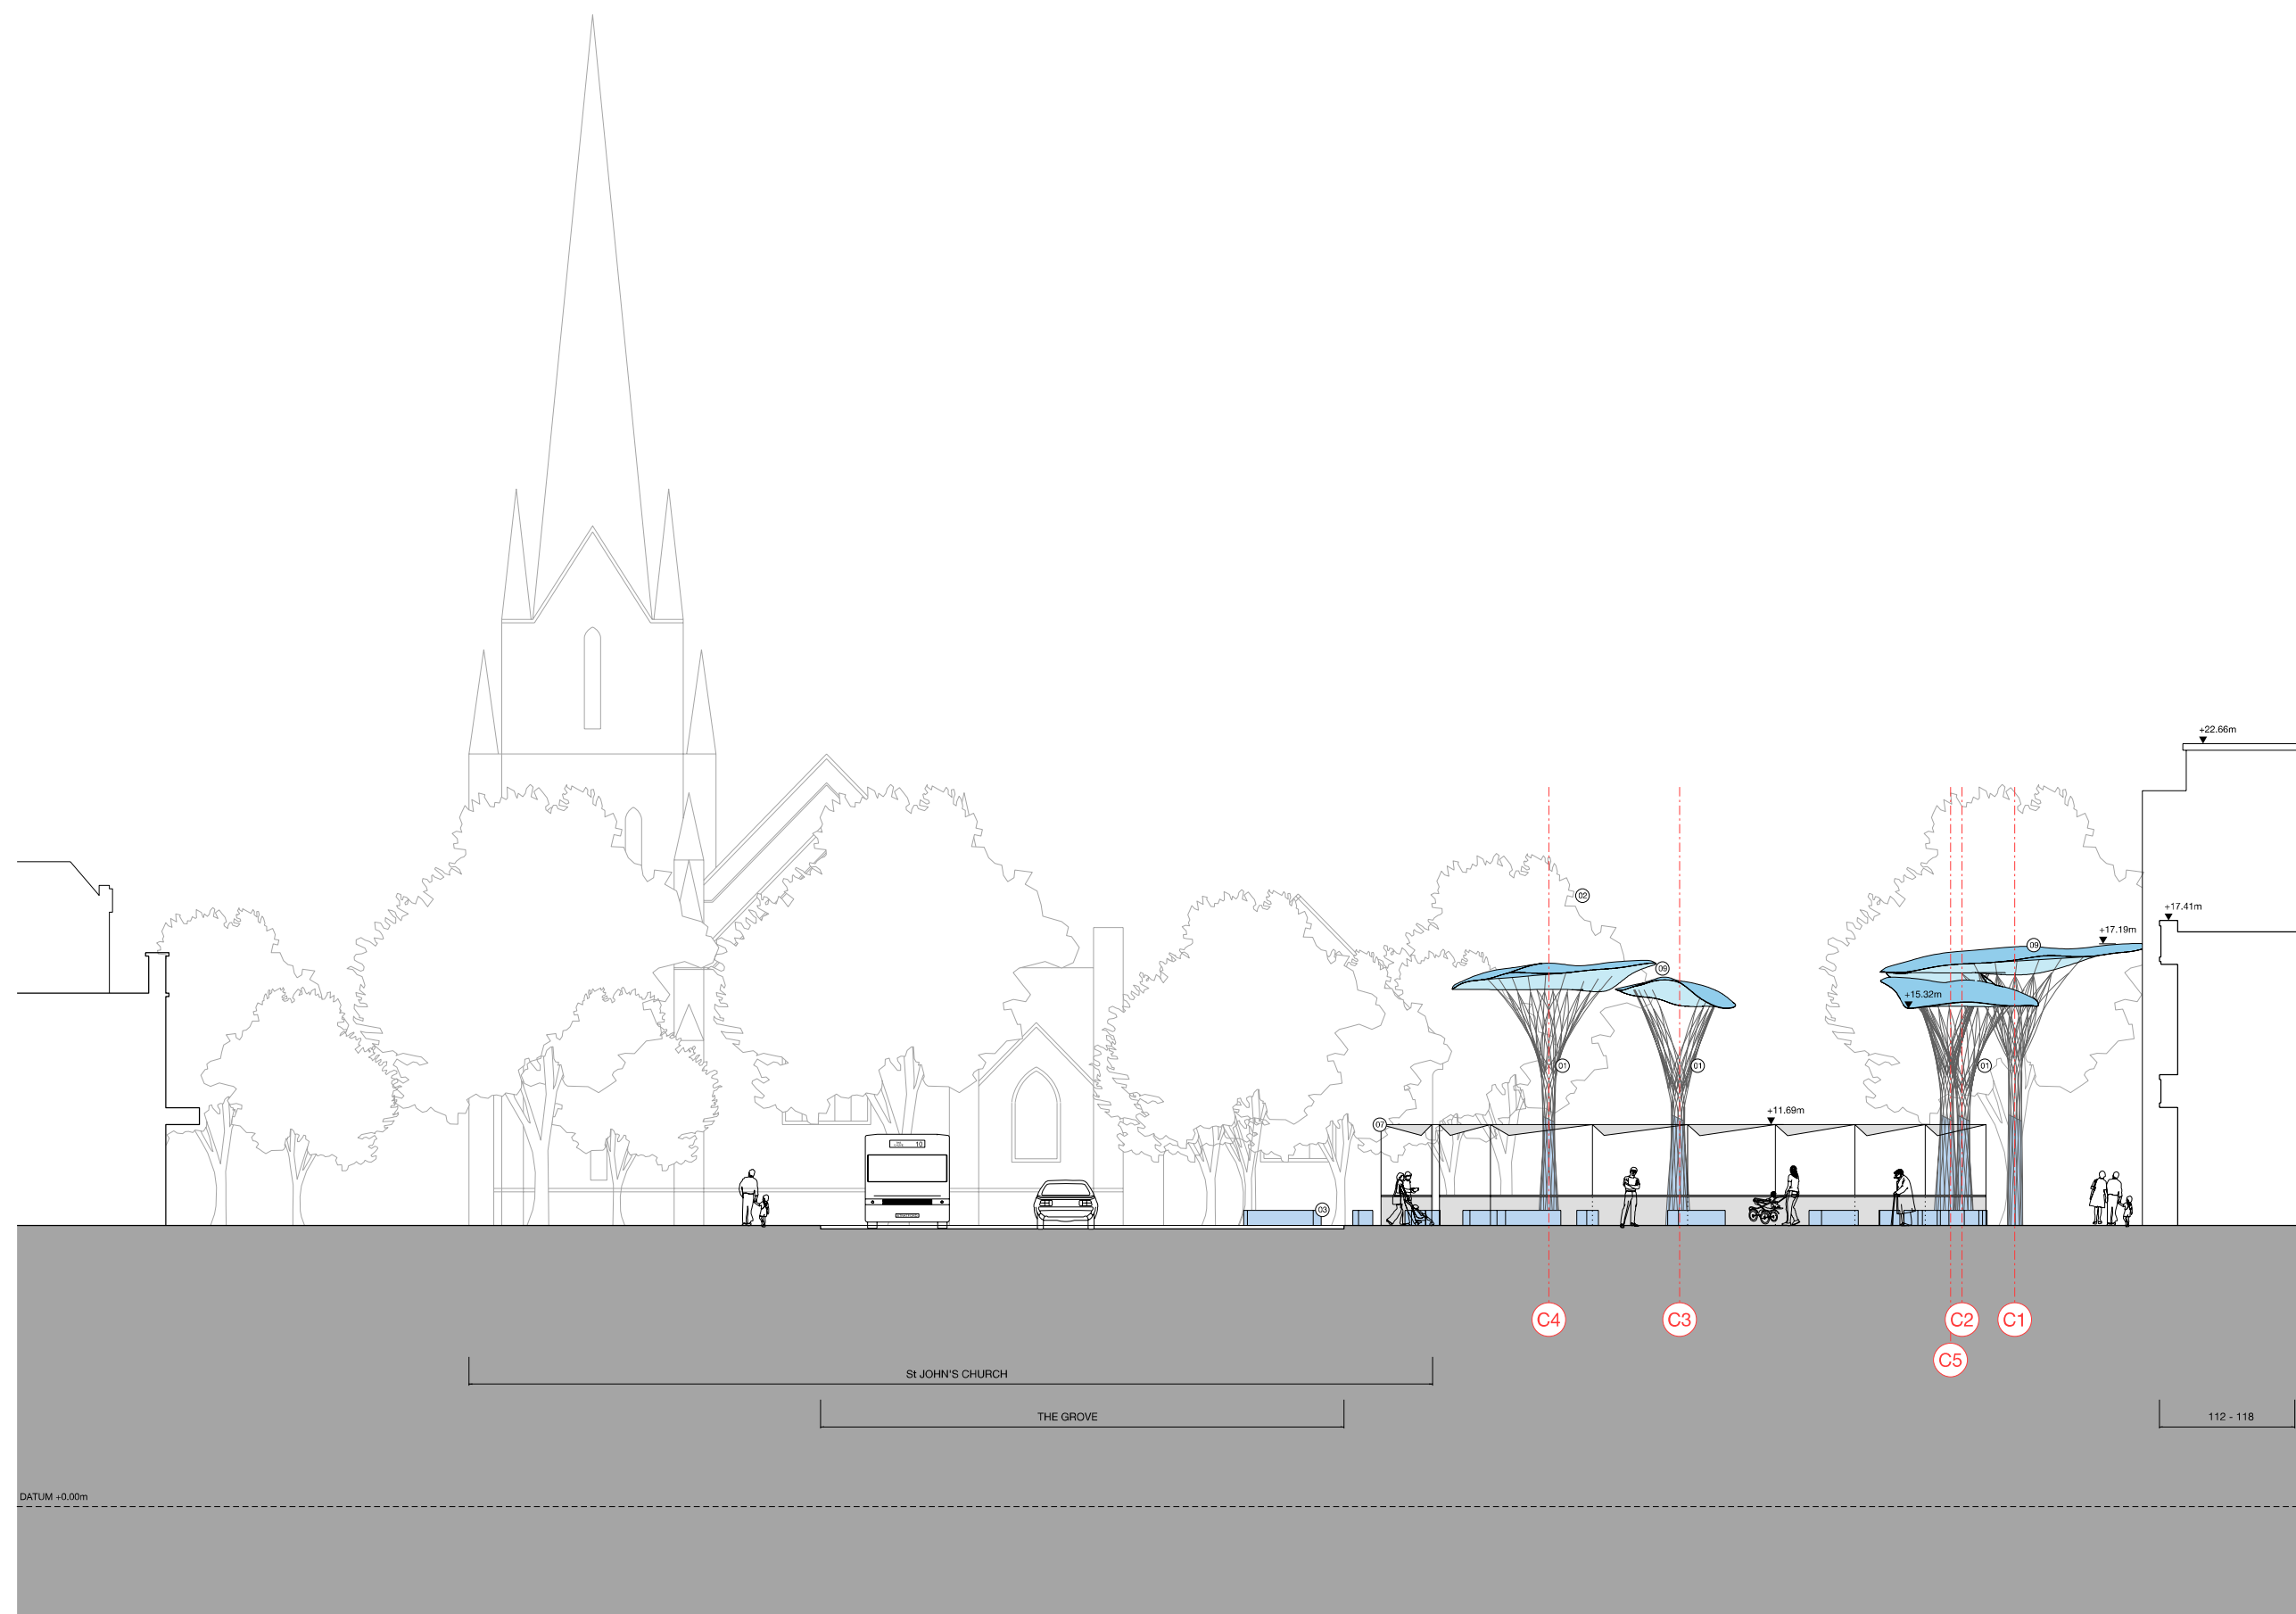 +22.66m
02
+17.41m
+17.19m
09
09
+15.32m
01
01
01
+11.69m
07
10
03
C4
C3
C2
C1
C5
St JOHN'S CHURCH
THE GROVE
112 - 118
DATUM +0.00m